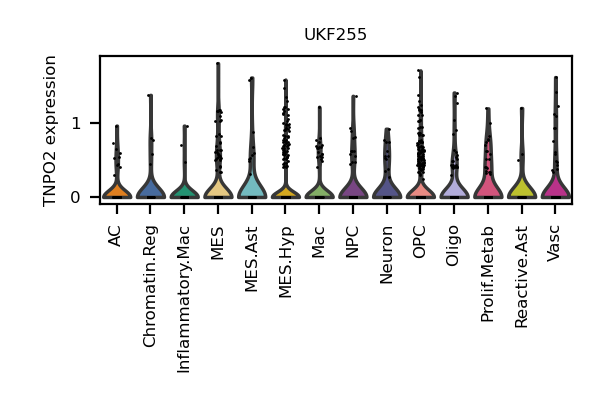 UKF255
TNPO2 expression
1
0
AC
Chromatin.Reg
Inflammatory.Mac
MES
MES.Ast
MES.Hyp
Mac
NPC
Neuron
OPC
Oligo
Prolif.Metab
Reactive.Ast
Vasc